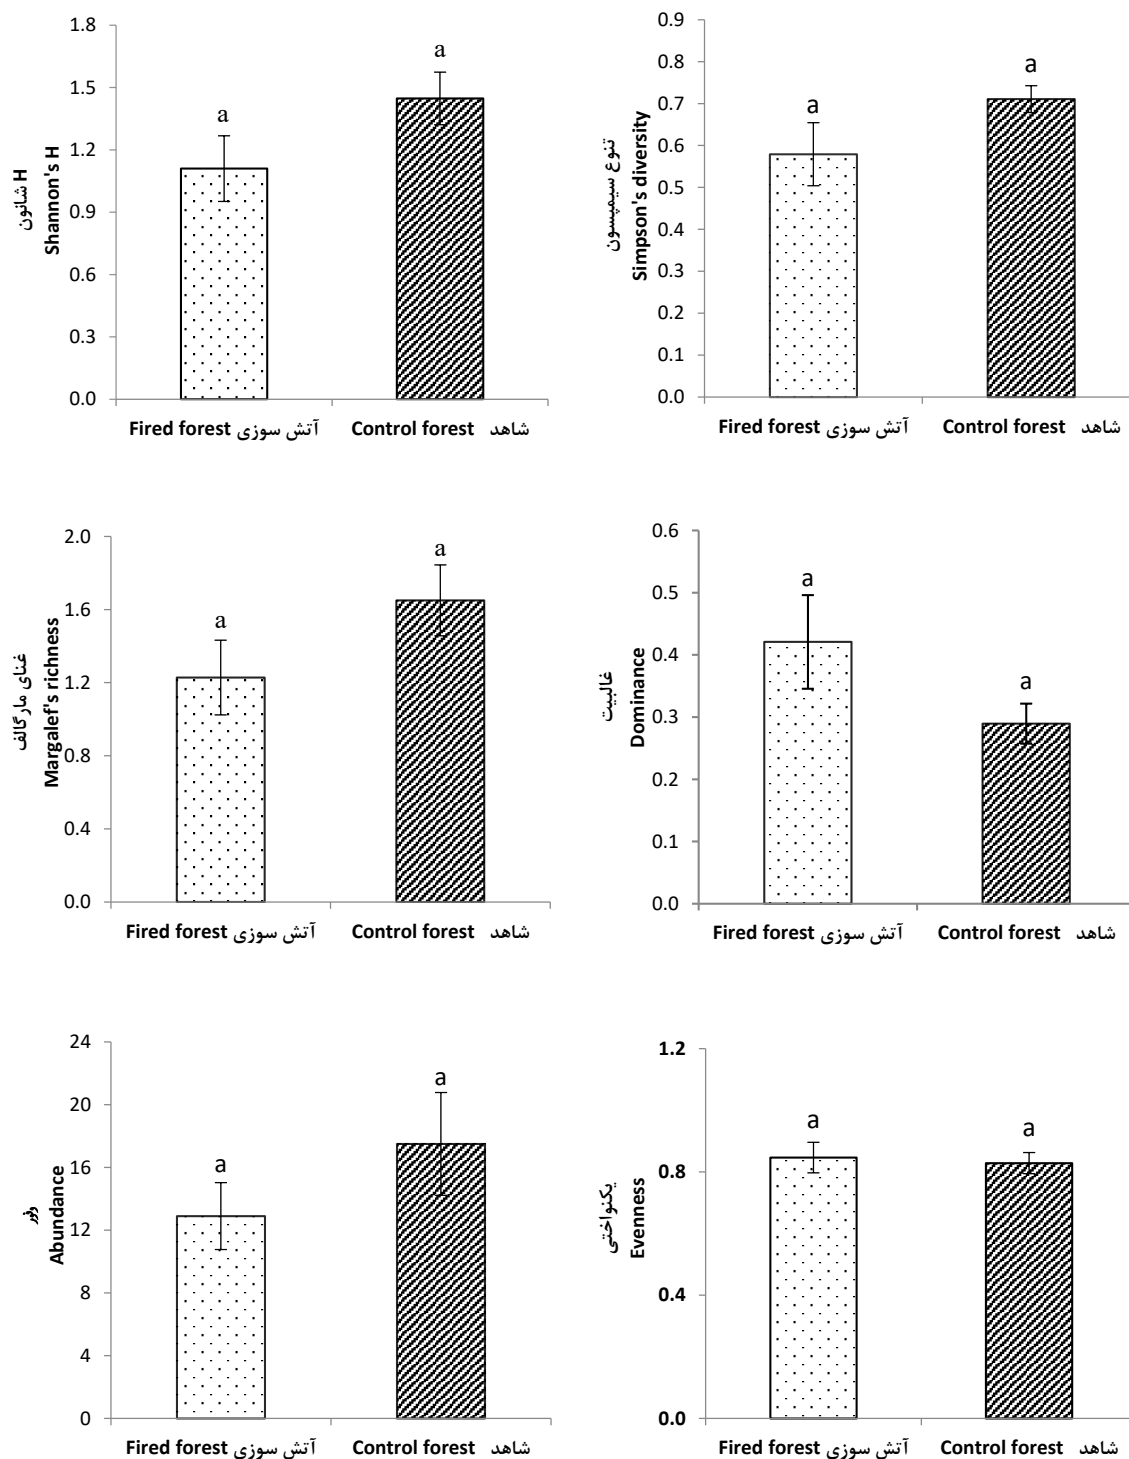 1.8
1.5
1.2
0.9
0.6
0.3
0.0
a
a
H شانون
Shannon's H
Fired forest آتش سوزی
Control forest شاهد
0.9
0.8
0.7
0.6
0.5
0.4
0.3
0.2
0.1
0.0
a
a
تنوع سیمپسون
Simpson's diversity
Fired forest آتش سوزی
Control forest شاهد
2.0
1.6
1.2
0.8
0.4
0.0
a
a
غنای مارگالف
Margalef's richness
Fired forest آتش سوزی
Control forest شاهد
0.6
0.5
0.4
0.3
0.2
0.1
0.0
a
a
غالبیت
Dominance
Fired forest آتش سوزی
Control forest شاهد
24
20
16
12
8
4
0
a
a
وفور
Abundance
Fired forest آتش سوزی
Control forest شاهد
1.2
0.8
0.4
0.0
a
a
یکنواختی
Evenness
Fired forest آتش سوزی
Control forest شاهد